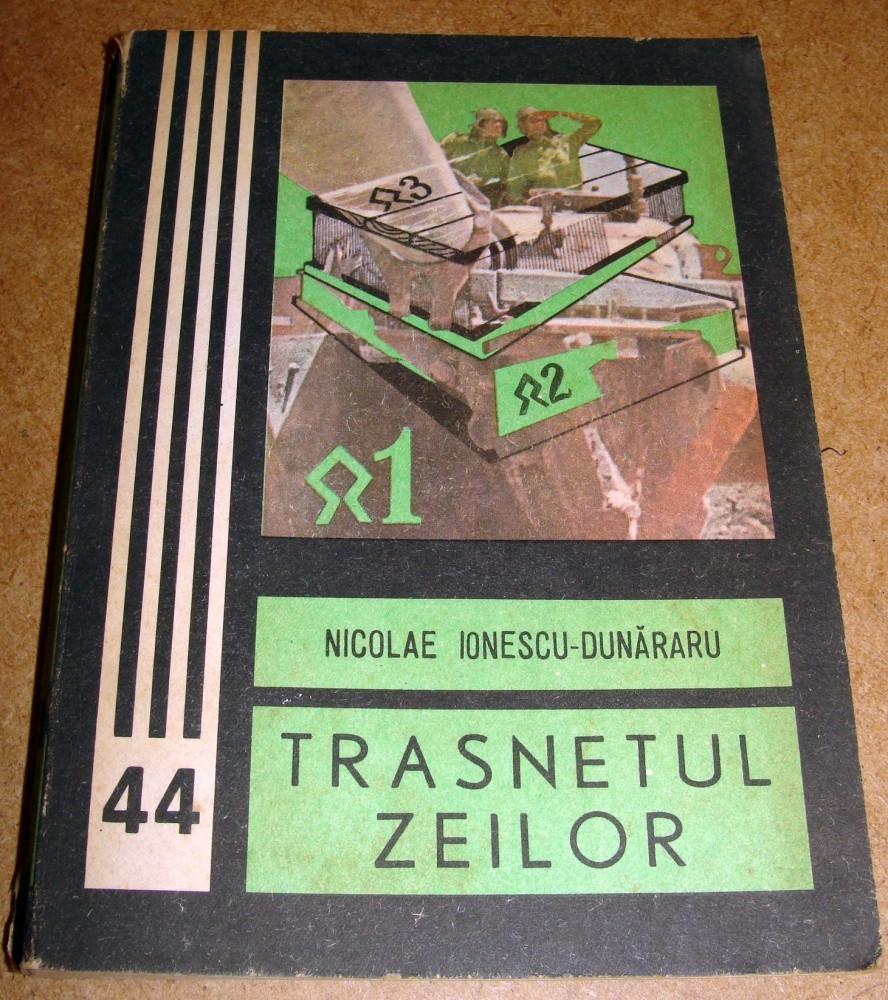 3
2
1
NICOLAE IONESCU-DUNĂRARU
TRASNETUL
ZEILOR
44